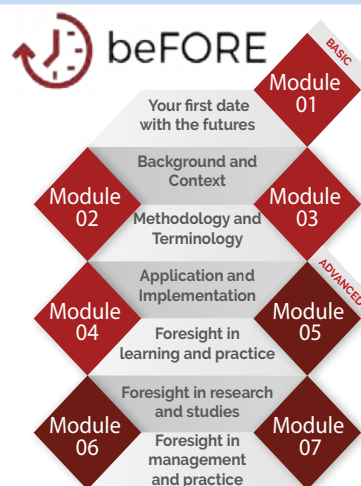 beFORE
BASIC
Module
01
Your first date
with the futures
Background and
Context
Module
02
Module
03
Methodology and
Terminology
ADVANCED
Application and
Implementation
Module
04
Module
05
Foresight in
learning and practice
Foresight in research
and studies
Module
06
Module
07
Foresight in
management
and practice